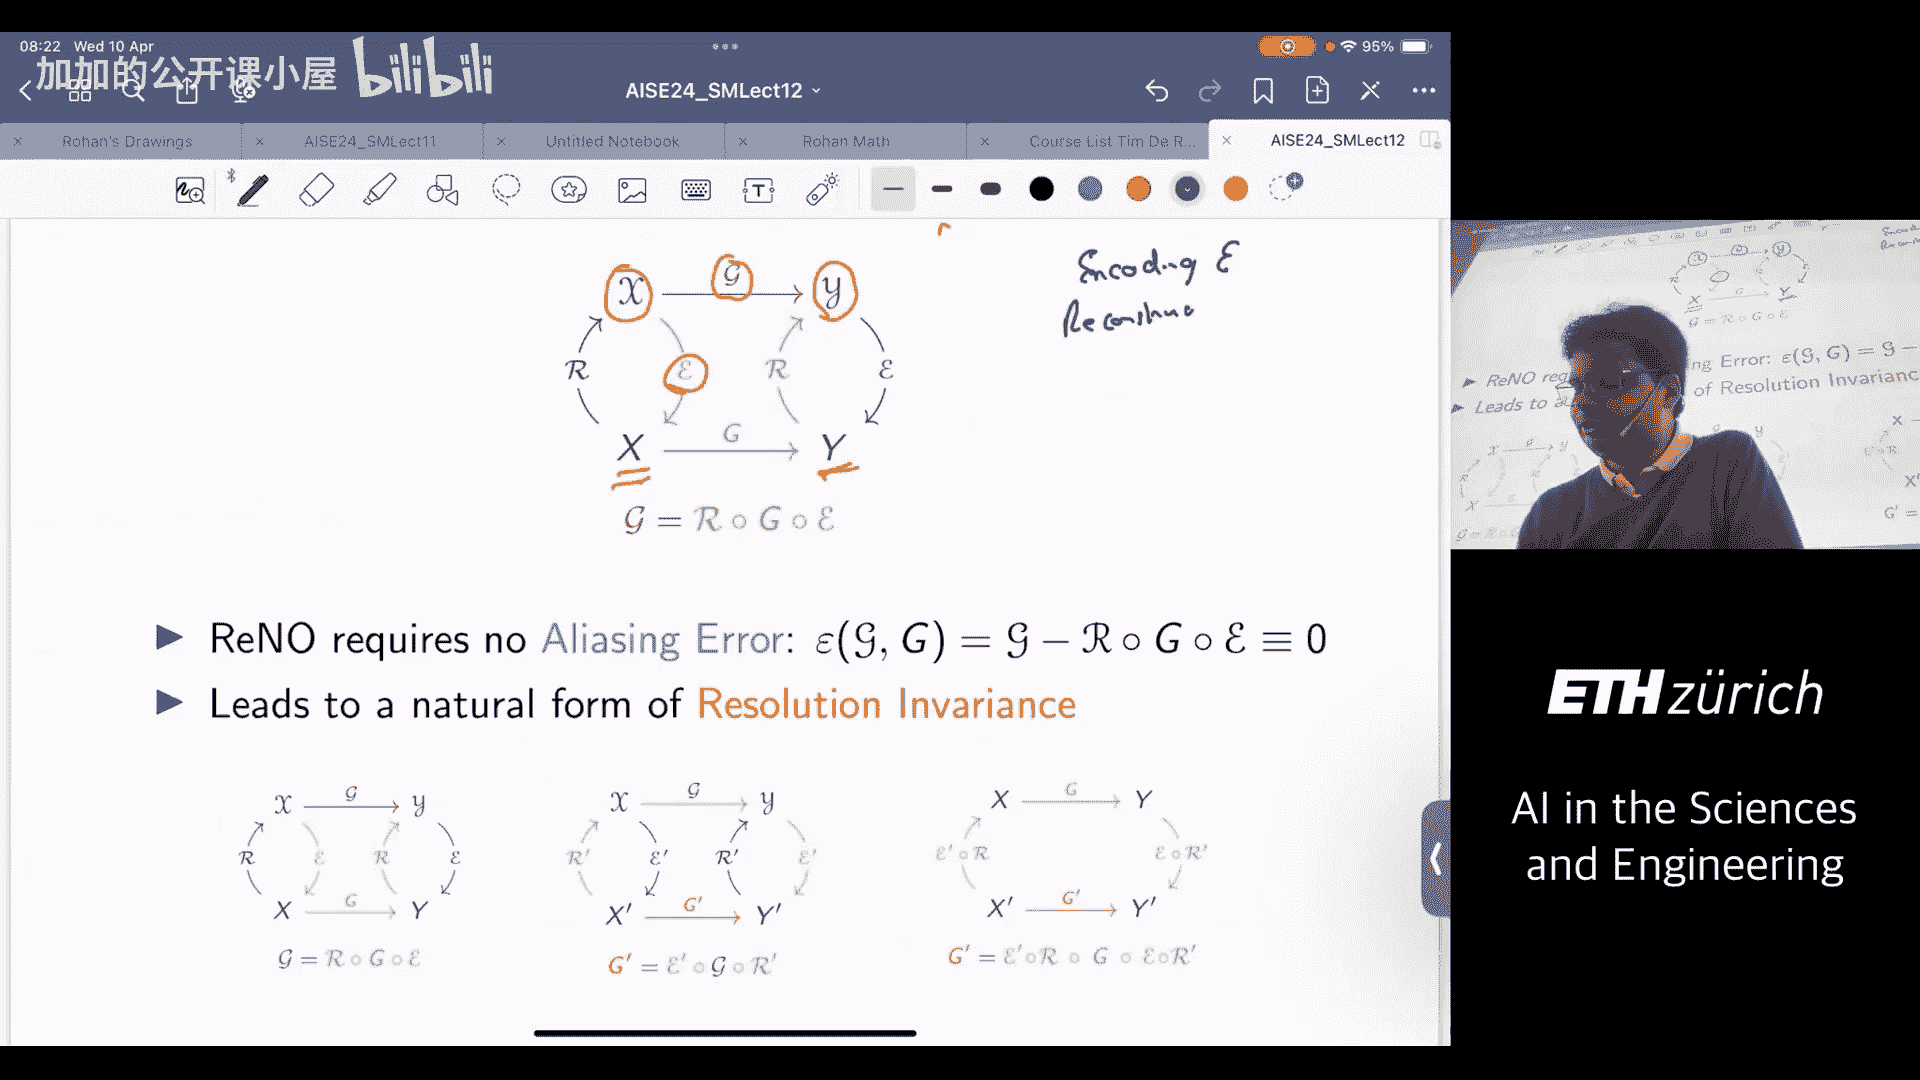 08:22 Wed 10 Apr
95%
加加的公开课小屋 bilibili
AISE24_SMLect12
Rohan's Drawings
AISE24_SMLect11
Untitled Notebook
Rohan Math
Course List Tim De R...
AISE24_SMLect12
Encoding ℰ
Reconstruc
𝒳 𝒢 𝒴
ℛ ℰ ℛ ℰ
X G Y
𝒢 = ℛ ∘ G ∘ ℰ
▶ ReNO requires no Aliasing Error: ε(𝒢, G) = 𝒢 − ℛ ∘ G ∘ ℰ ≡ 0
▶ Leads to a natural form of Resolution Invariance
𝒳 𝒢 𝒴
ℛ ℰ ℛ ℰ
X G Y
𝒢 = ℛ ∘ G ∘ ℰ
𝒳 𝒢 𝒴
ℛ′ ℰ′ ℛ′ ℰ′
X′ G′ Y′
G′ = ℰ′ ∘ 𝒢 ∘ ℛ′
X G Y
ℰ′ ∘ ℛ ℰ ∘ ℛ′
X′ G′ Y′
G′ = ℰ′∘ℛ ∘ G ∘ ℰ∘ℛ′
ETH zürich
AI in the Sciences
and Engineering